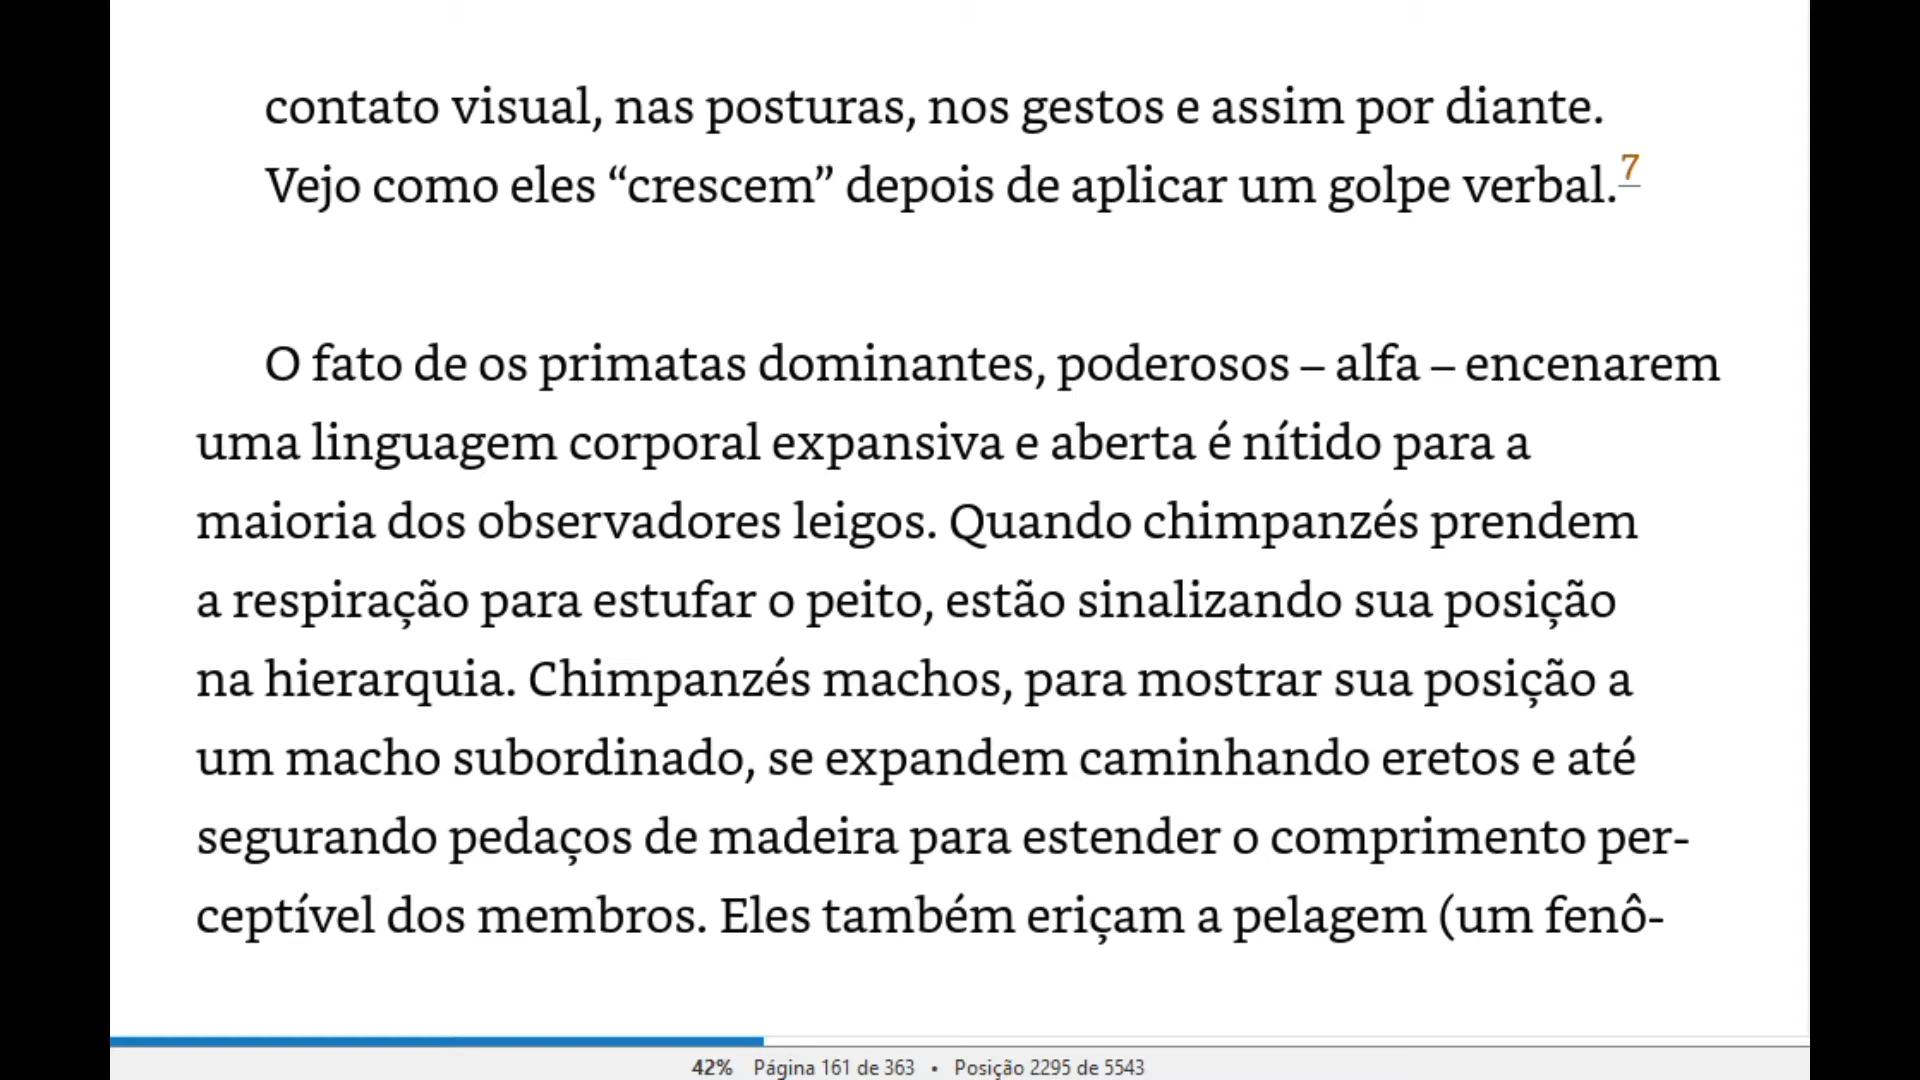 contato visual, nas posturas, nos gestos e assim por diante.
Vejo como eles “crescem” depois de aplicar um golpe verbal.7
O fato de os primatas dominantes, poderosos – alfa – encenarem
uma linguagem corporal expansiva e aberta é nítido para a
maioria dos observadores leigos. Quando chimpanzés prendem
a respiração para estufar o peito, estão sinalizando sua posição
na hierarquia. Chimpanzés machos, para mostrar sua posição a
um macho subordinado, se expandem caminhando eretos e até
segurando pedaços de madeira para estender o comprimento per-
ceptível dos membros. Eles também eriçam a pelagem (um fenô-
42% Página 161 de 363 • Posição 2295 de 5543